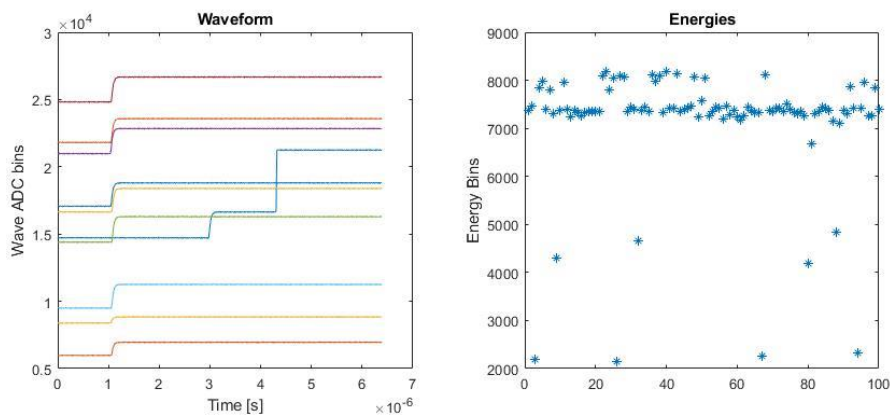 Waveform
×10⁴
3
2.5
2
1.5
1
0.5
Wave ADC bins
0 1 2 3 4 5 6 7
Time [s]
×10⁻⁶
Energies
9000
8000
7000
6000
5000
4000
3000
2000
Energy Bins
0 20 40 60 80 100